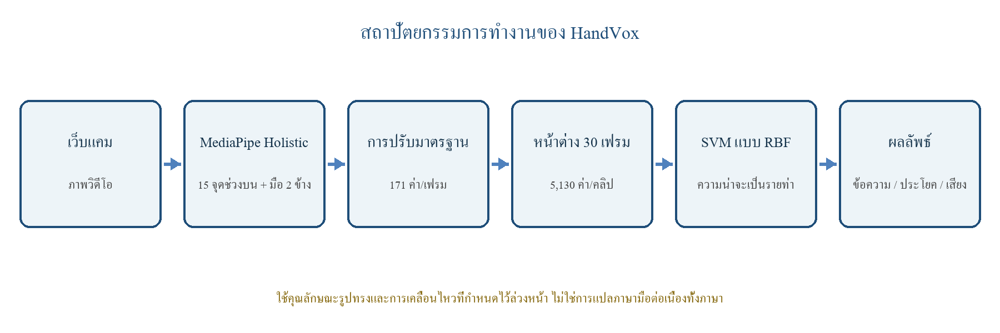 สถาปัตยกรรมการทำงานของ HandVox
เว็บแคม
ภาพวิดีโอ
MediaPipe Holistic
15 จุดช่วงบน + มือ 2 ข้าง
การปรับมาตรฐาน
171 ค่า/เฟรม
หน้าต่าง 30 เฟรม
5,130 ค่า/คลิป
SVM แบบ RBF
ความน่าจะเป็นรายท่า
ผลลัพธ์
ข้อความ / ประโยค / เสียง
ใช้คุณลักษณะรูปทรงและการเคลื่อนไหวที่กำหนดไว้ล่วงหน้า ไม่ใช่การแปลภาษามือต่อเนื่องทั้งภาษา